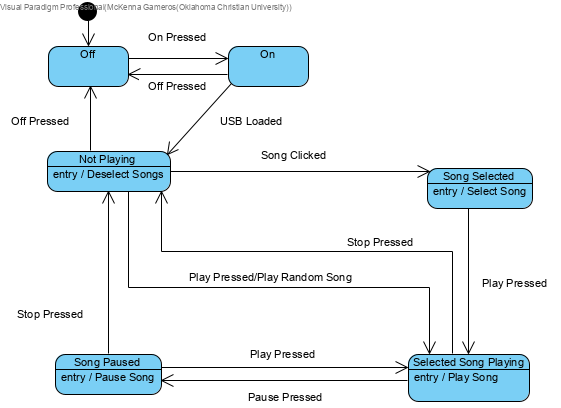 Visual Paradigm Professional(McKenna Gameros(Oklahoma Christian University))
On Pressed
Off
On
Off Pressed
Off Pressed
USB Loaded
Not Playing
entry / Deselect Songs
Song Clicked
Song Selected
entry / Select Song
Stop Pressed
Play Pressed/Play Random Song
Play Pressed
Stop Pressed
Song Paused
entry / Pause Song
Play Pressed
Selected Song Playing
entry / Play Song
Pause Pressed